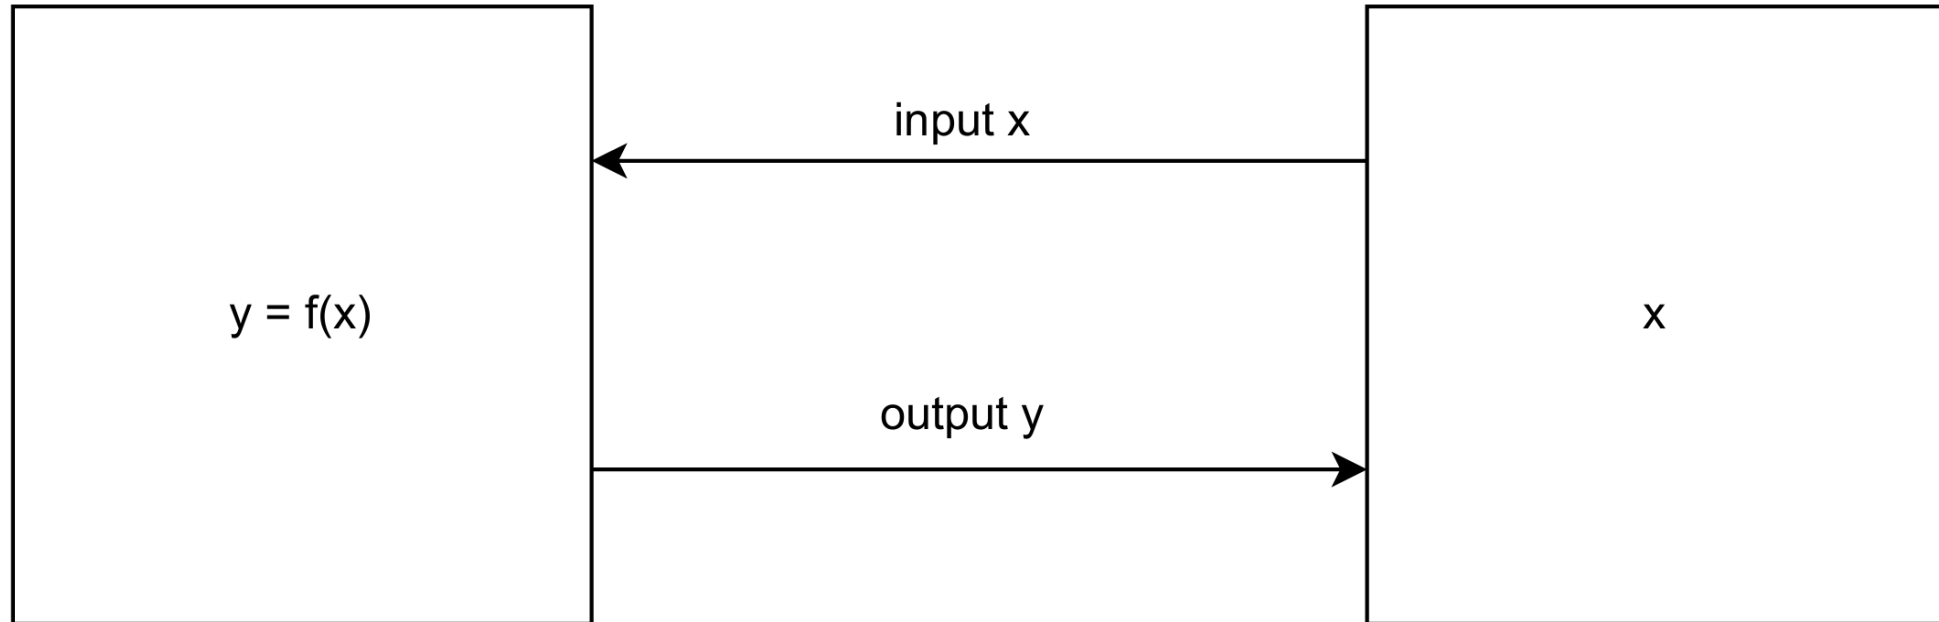 input x
y = f(x)
x
output y